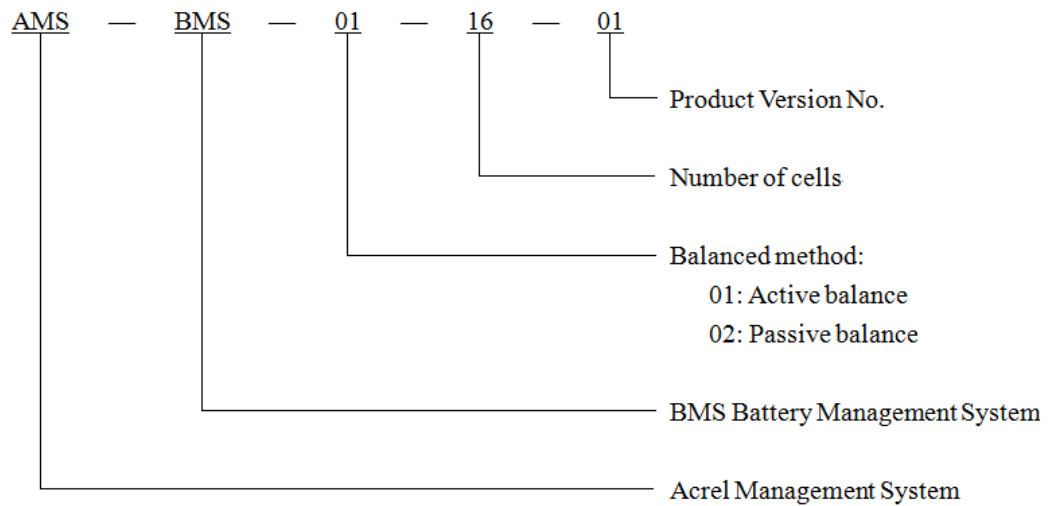 AMS — BMS — 01 — 16 — 01
Product Version No.
Number of cells
Balanced method:
01: Active balance
02: Passive balance
BMS Battery Management System
Acrel Management System